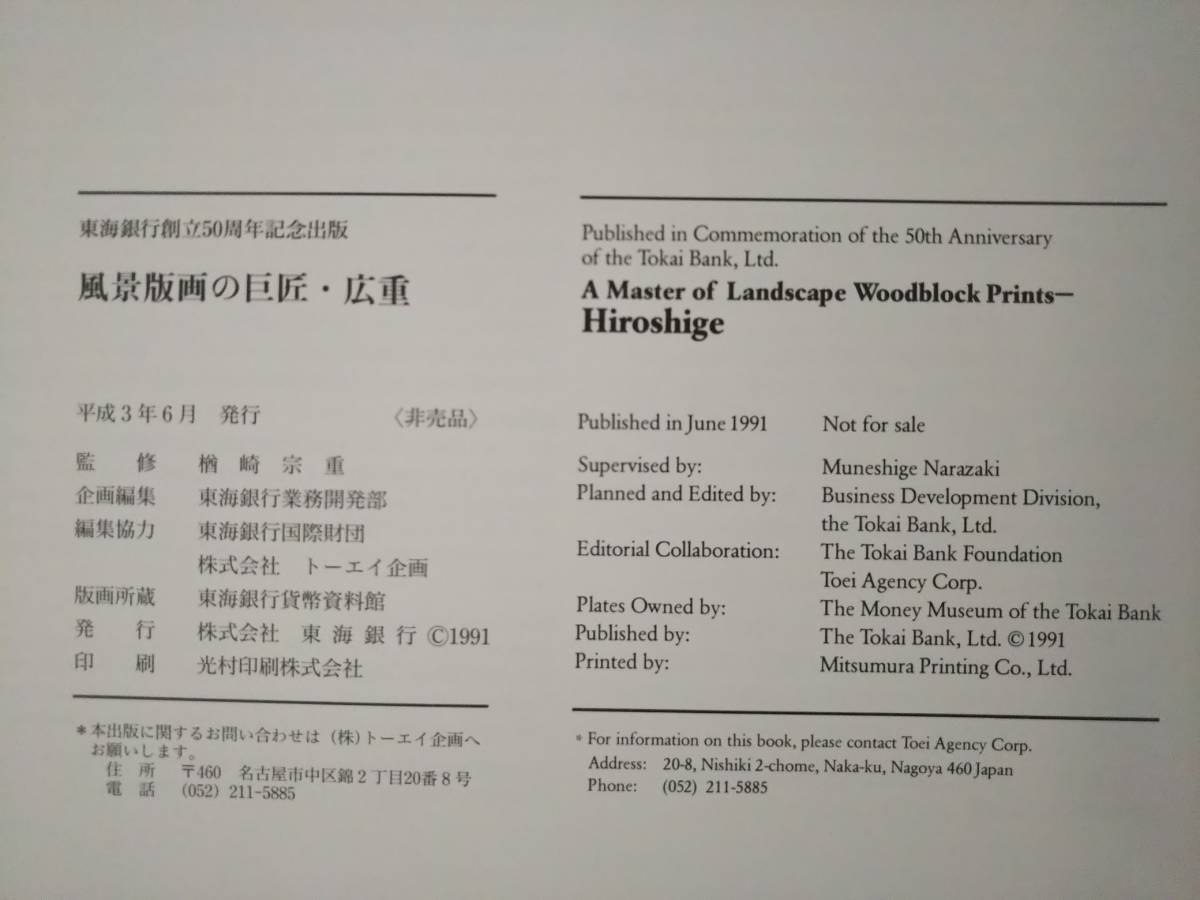 東海銀行創立50周年記念出版
風景版画の巨匠・広重
平成3年6月 発行 〈非売品〉
監 修 楢 崎 宗 重
企画編集 東海銀行業務開発部
編集協力 東海銀行国際財団
株式会社 トーエイ企画
版画所蔵 東海銀行貨幣資料館
発 行 株式会社 東 海 銀 行 ©1991
印 刷 光村印刷株式会社
*本出版に関するお問い合わせは(株)トーエイ企画へ
お願いします。
住 所 〒460 名古屋市中区錦2丁目20番8号
電 話 (052) 211-5885
Published in Commemoration of the 50th Anniversary
of the Tokai Bank, Ltd.
A Master of Landscape Woodblock Prints—
Hiroshige
Published in June 1991 Not for sale
Supervised by: Muneshige Narazaki
Planned and Edited by: Business Development Division,
the Tokai Bank, Ltd.
Editorial Collaboration: The Tokai Bank Foundation
Toei Agency Corp.
Plates Owned by: The Money Museum of the Tokai Bank
Published by: The Tokai Bank, Ltd. ©1991
Printed by: Mitsumura Printing Co., Ltd.
* For information on this book, please contact Toei Agency Corp.
Address: 20-8, Nishiki 2-chome, Naka-ku, Nagoya 460 Japan
Phone: (052) 211-5885